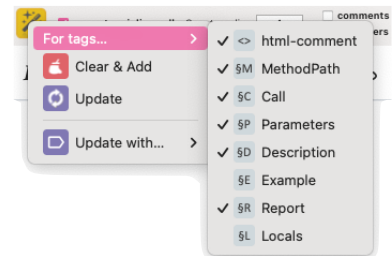 comments
For tags...
Clear & Add
Update
Update with...
<> html-comment
§M MethodPath
§C Call
§P Parameters
§D Description
§E Example
§R Report
§L Locals